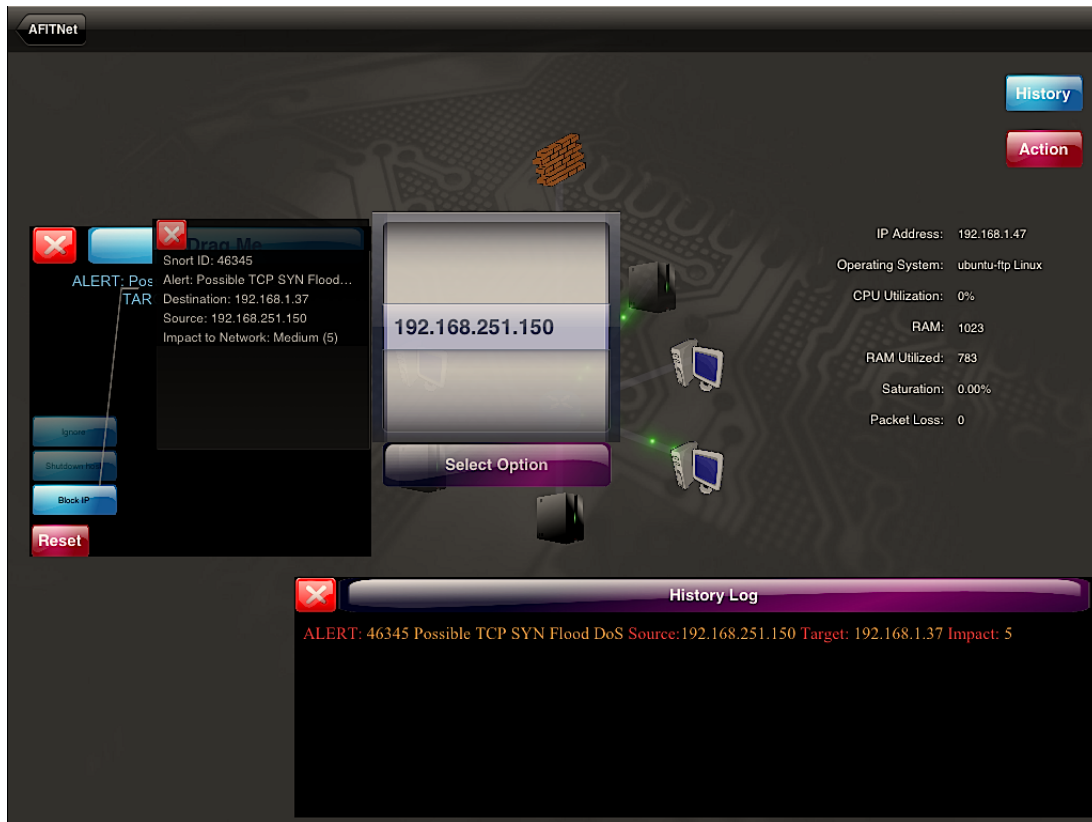 AFITNet
History
Action
IP Address: 192.168.1.47
Operating System: ubuntu-ftp Linux
CPU Utilization: 0%
RAM: 1023
RAM Utilized: 783
Saturation: 0.00%
Packet Loss: 0
Drag Me
ALERT: Pos
TAR
Snort ID: 46345
Alert: Possible TCP SYN Flood...
Destination: 192.168.1.37
Source: 192.168.251.150
Impact to Network: Medium (5)
Ignore
Shutdown
Block IP
Reset
192.168.251.150
Select Option
History Log
ALERT: 46345 Possible TCP SYN Flood DoS Source:192.168.251.150 Target: 192.168.1.37 Impact: 5